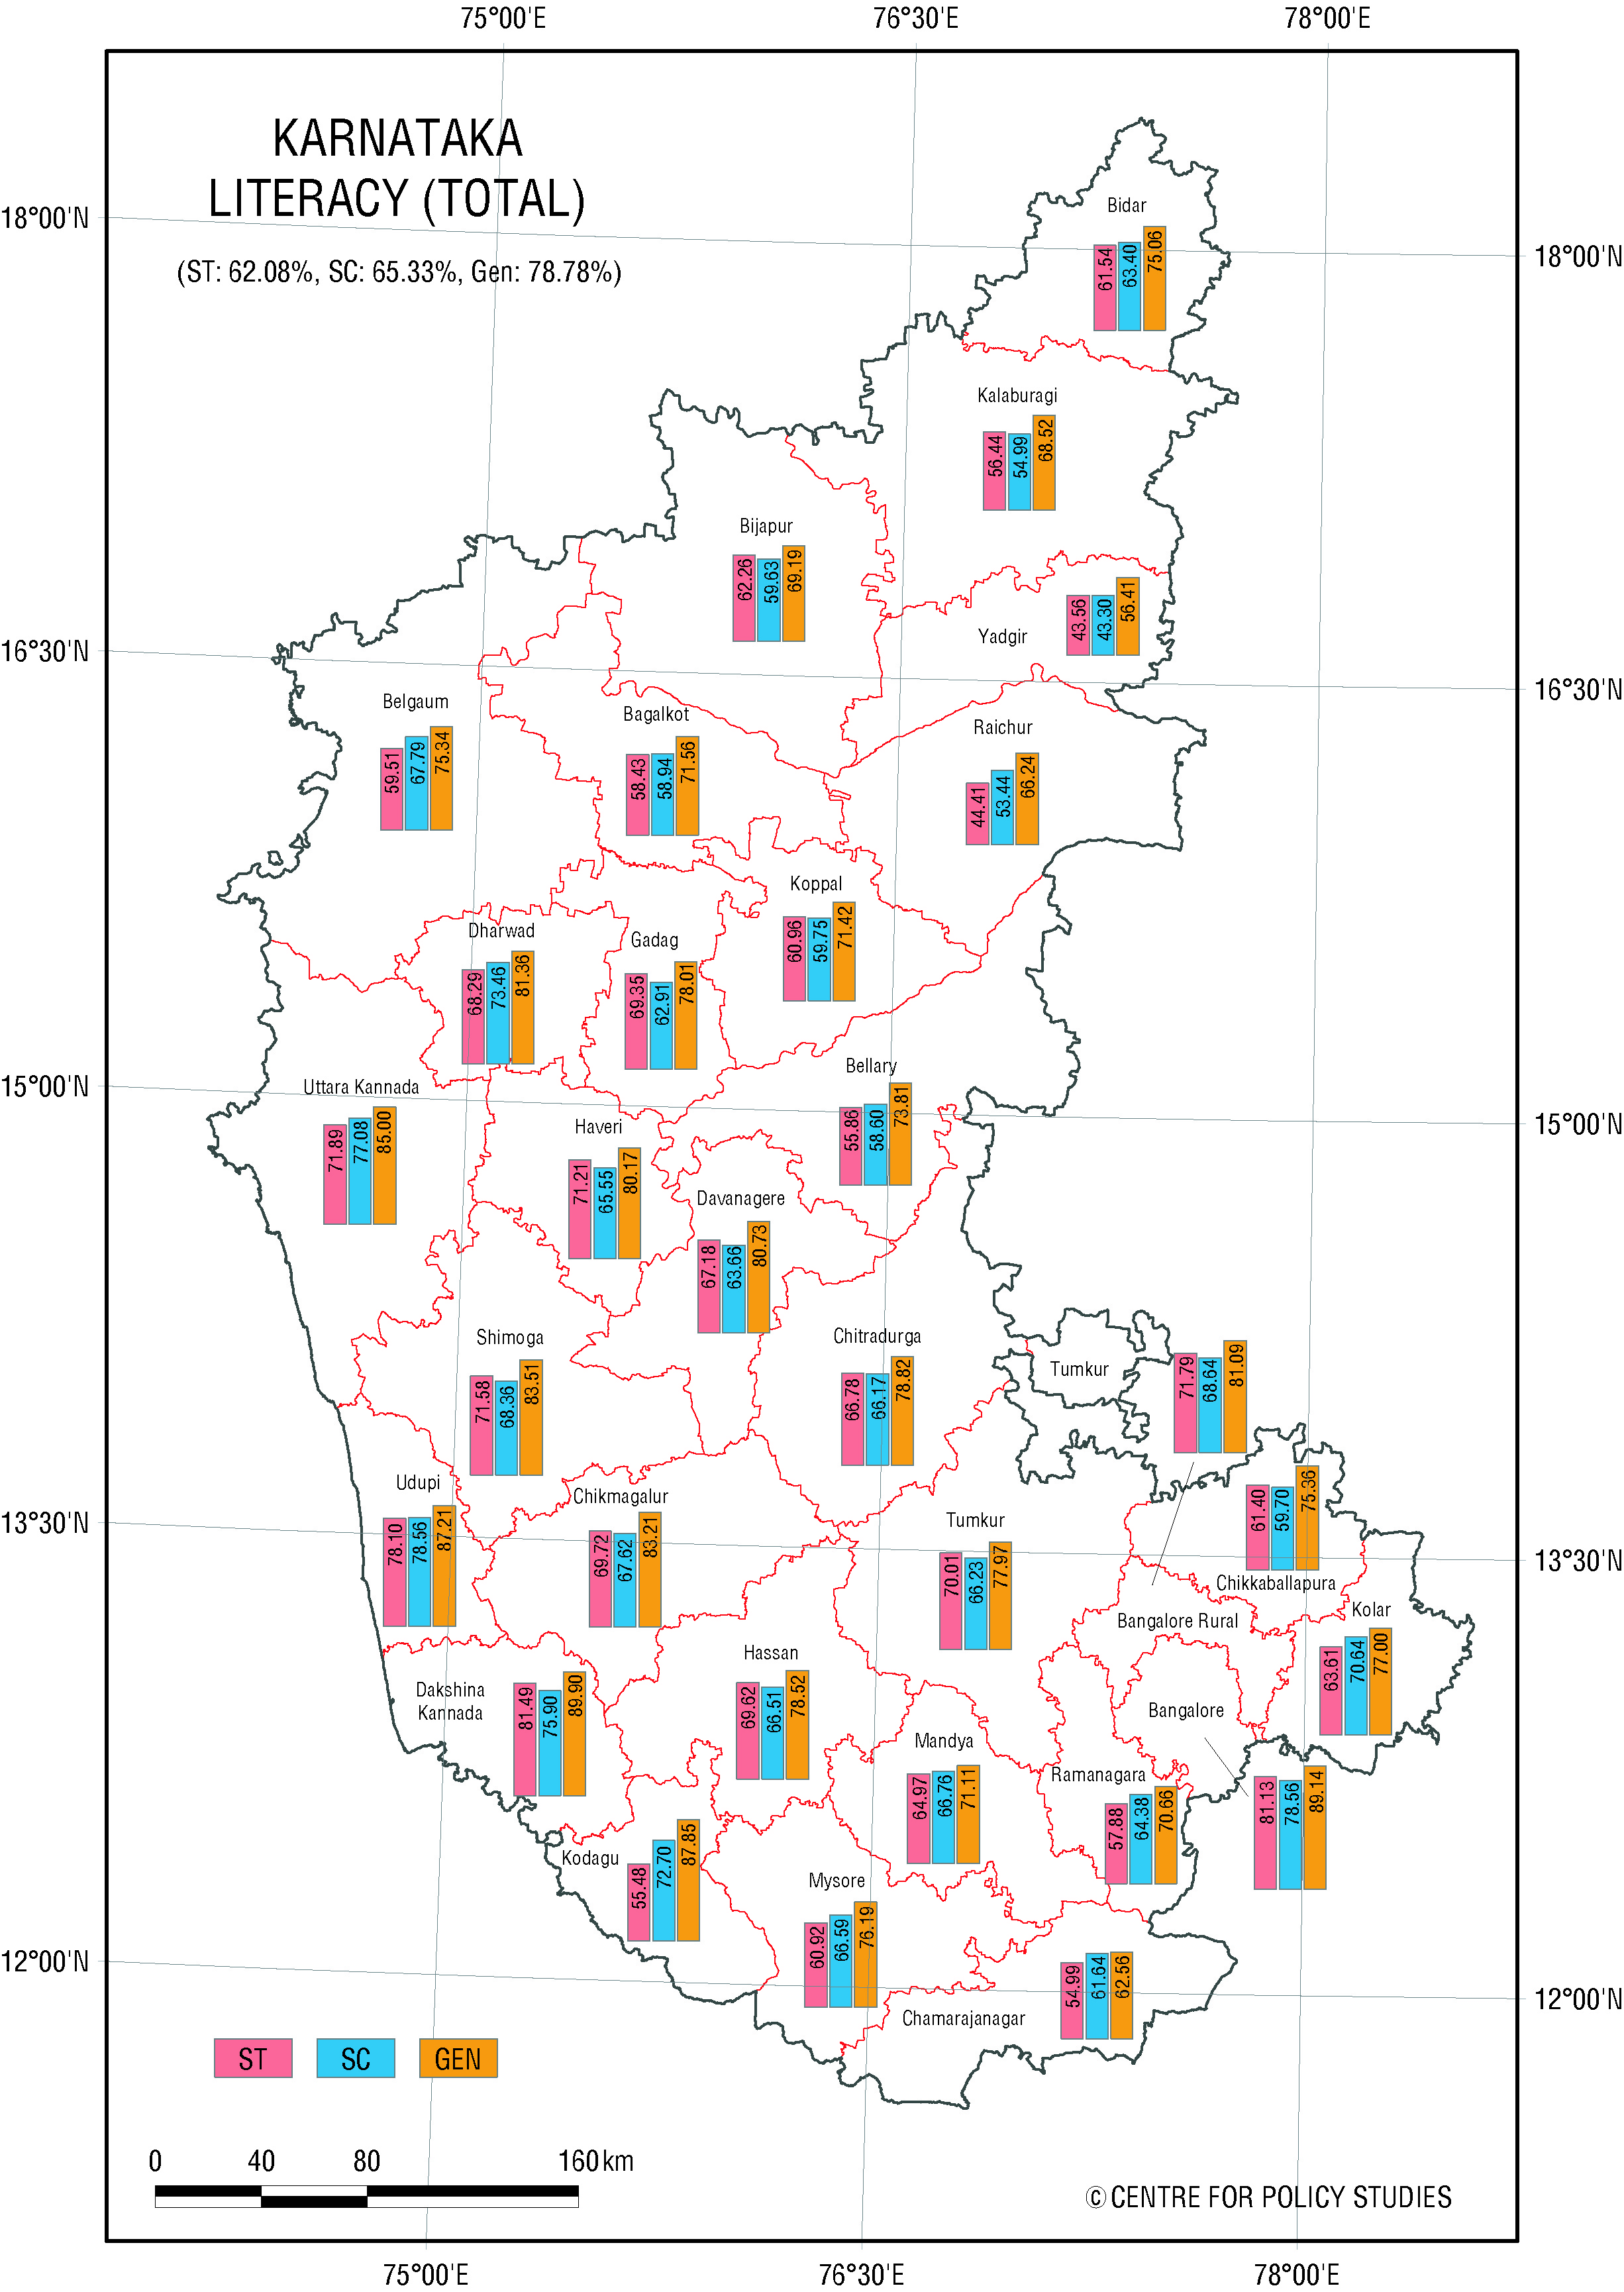 75°00'E 76°30'E 78°00'E
KARNATAKA
LITERACY (TOTAL)
(ST: 62.08%, SC: 65.33%, Gen: 78.78%)
18°00'N
18°00'N
Bidar
61.54 63.40 75.06
Kalaburagi
56.44 54.99 68.52
Bijapur
62.26 59.63 69.19
Yadgir
43.56 43.30 56.41
16°30'N
16°30'N
Belgaum
59.51 67.79 75.34
Bagalkot
58.43 58.94 71.56
Raichur
44.41 53.44 66.24
Koppal
60.96 59.75 71.42
Dharwad
68.29 73.46 81.36
Gadag
69.35 62.91 78.01
15°00'N
15°00'N
Uttara Kannada
71.89 77.08 85.00
Bellary
55.86 58.60 73.81
Haveri
71.21 65.55 80.17
Davanagere
67.18 63.66 80.73
Shimoga
71.58 68.36 83.51
Chitradurga
66.78 66.17 78.82
Tumkur
71.79 68.64 81.09
13°30'N
13°30'N
Udupi
78.10 78.56 87.21
Chikmagalur
69.72 67.62 83.21
Tumkur
70.01 66.23 77.97
61.40 59.70 75.36
Chikkaballapura
Bangalore Rural
Kolar
63.61 70.64 77.00
Hassan
69.62 66.51 78.52
Dakshina
Kannada
81.49 75.90 89.90
Bangalore
81.13 78.56 89.14
Mandya
64.97 66.76 71.11
Ramanagara
57.88 64.38 70.66
Kodagu
55.48 72.70 87.85
Mysore
60.92 66.59 76.19
12°00'N
12°00'N
Chamarajanagar
54.99 61.64 62.56
ST SC GEN
0 40 80 160 km
© CENTRE FOR POLICY STUDIES
75°00'E 76°30'E 78°00'E